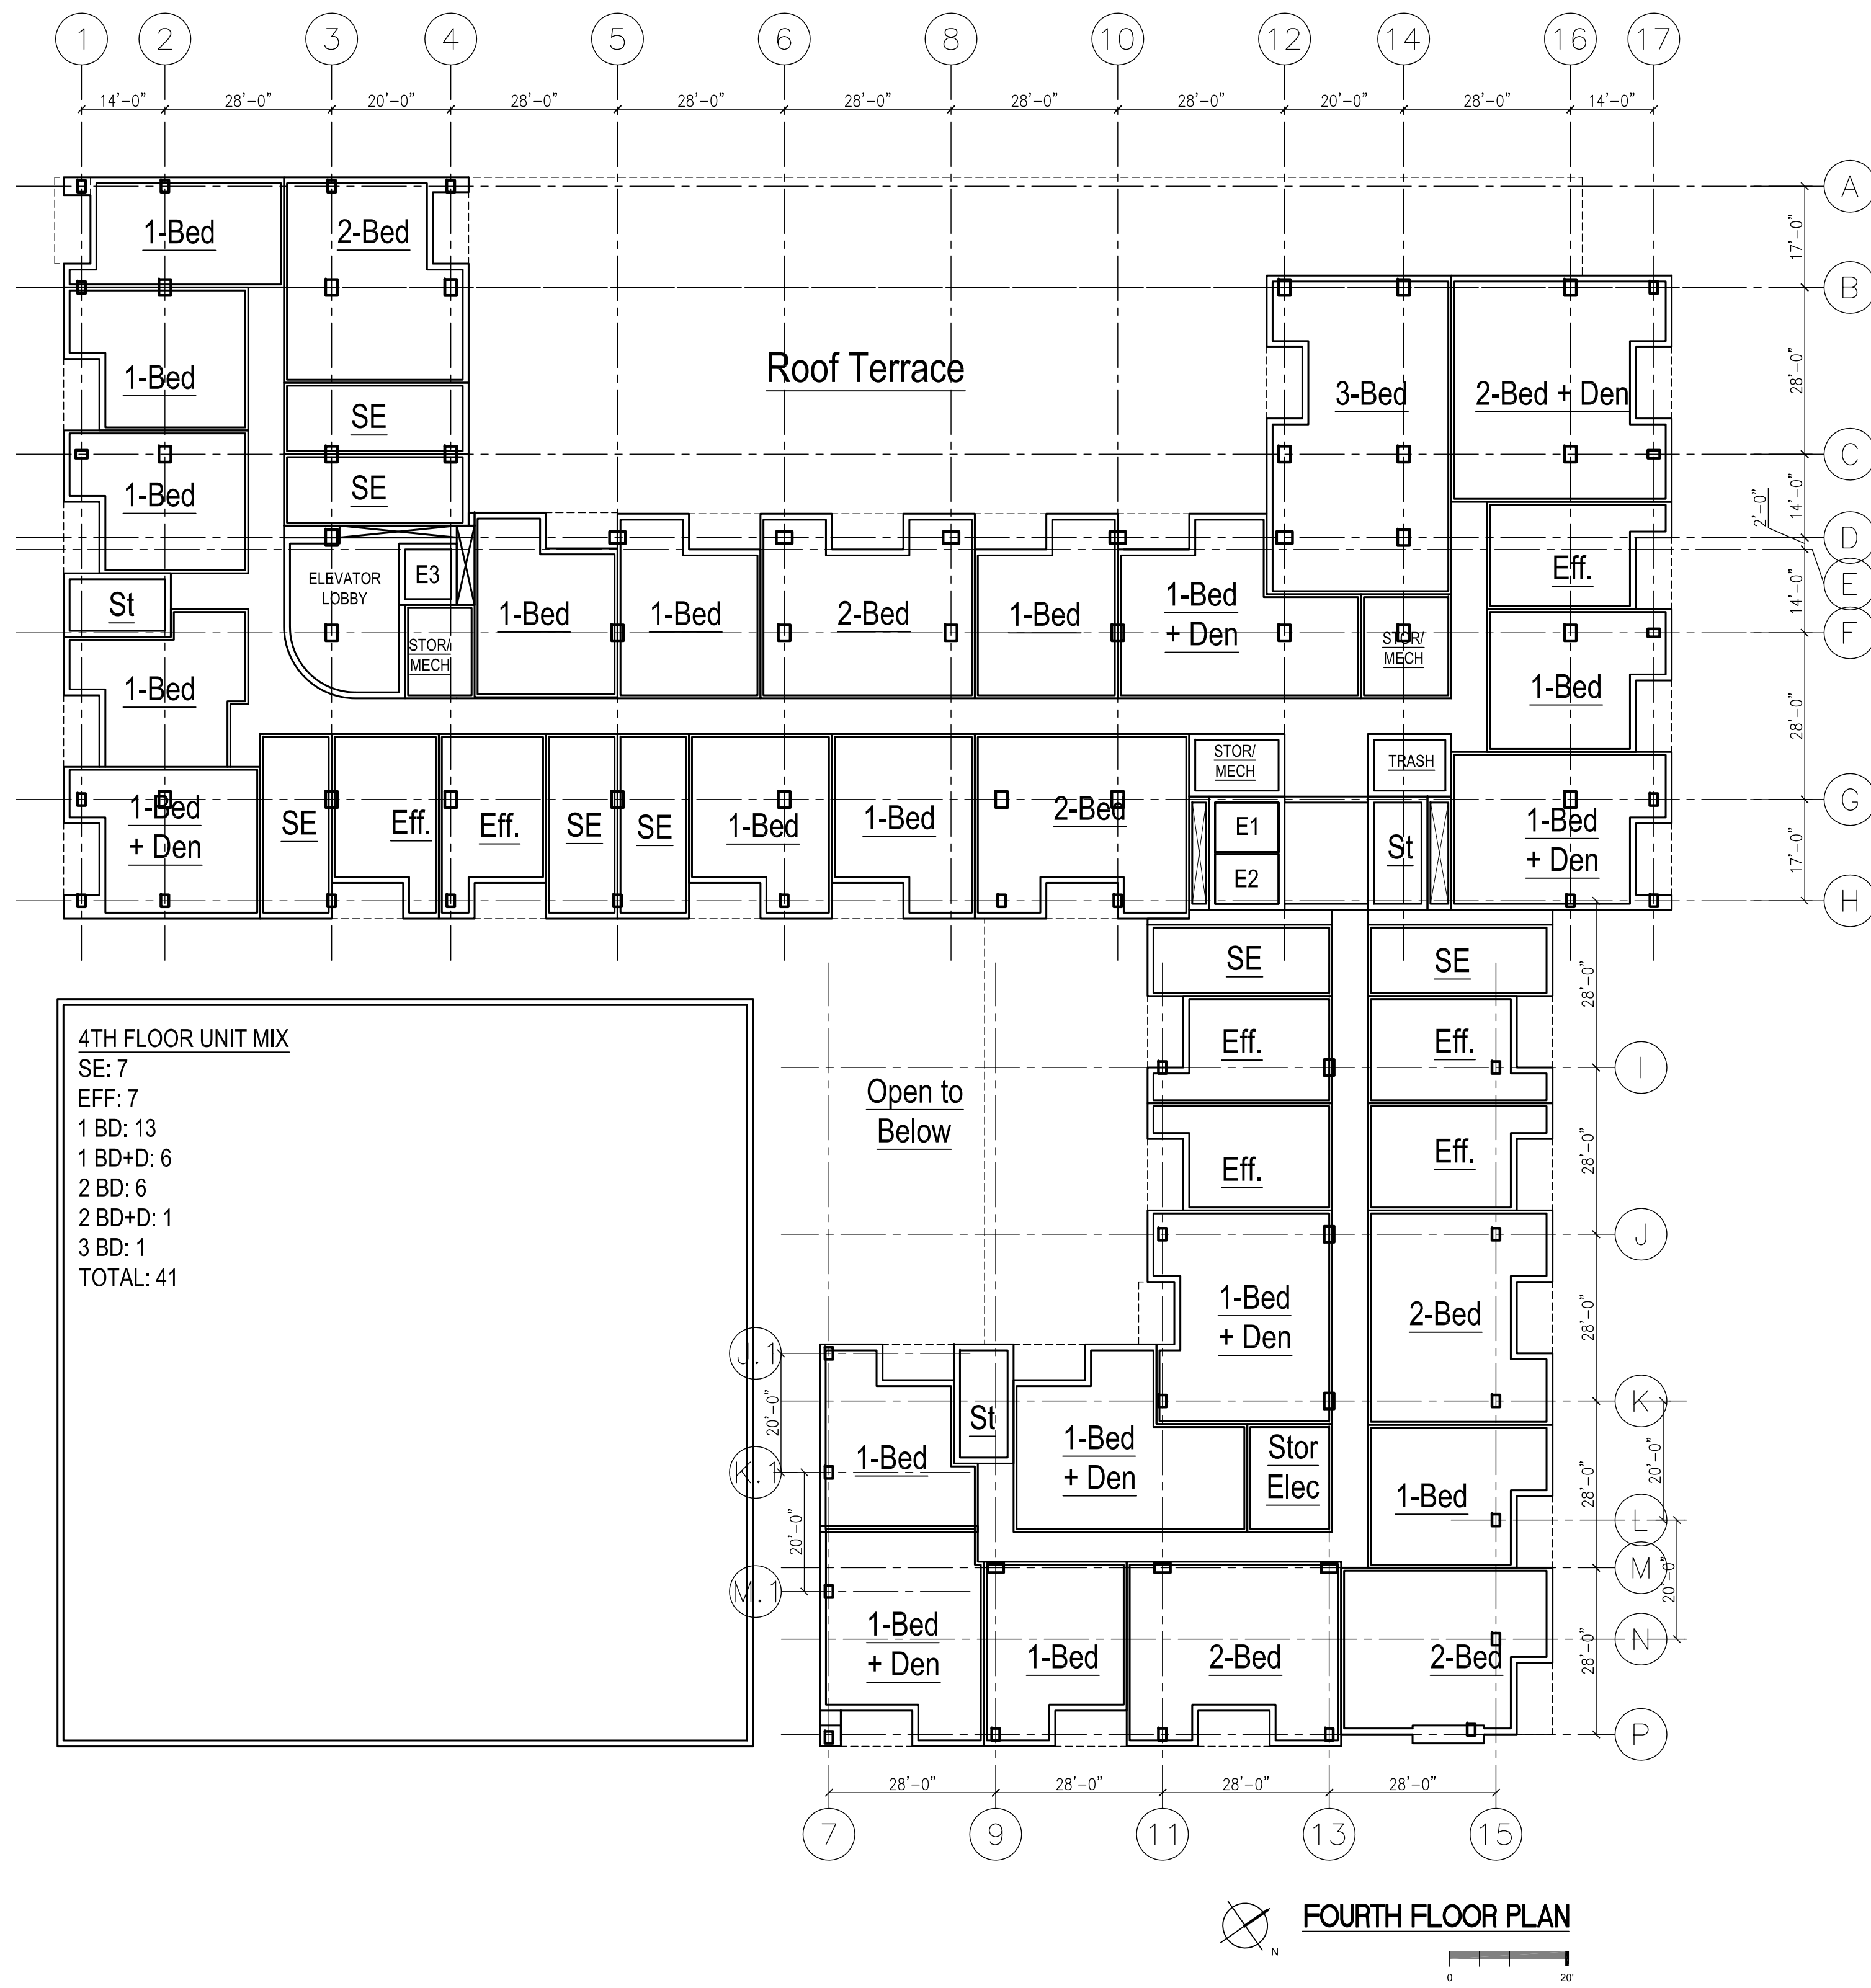 1 2 3 4 5 6 8 10 12 14 16 17
14'-0" 28'-0" 20'-0" 28'-0" 28'-0" 28'-0" 28'-0" 28'-0" 20'-0" 28'-0" 14'-0"
A
17'-0"
1-Bed 2-Bed
B
Roof Terrace
28'-0"
1-Bed
3-Bed 2-Bed + Den
SE
C
SE
1-Bed
14'-0"
2'-0"
D
Eff.
E
ELEVATOR
LOBBY
E3
St
14'-0"
1-Bed 1-Bed 2-Bed 1-Bed
1-Bed
+ Den
F
STOR/
MECH
STOR/
MECH
1-Bed
1-Bed
28'-0"
STOR/
MECH
TRASH
G
1-Bed
+ Den
SE Eff. Eff. SE SE 1-Bed 1-Bed 2-Bed
E1
E2
St
1-Bed
+ Den
17'-0"
H
SE SE
28'-0"
4TH FLOOR UNIT MIX
SE: 7
EFF: 7
1 BD: 13
1 BD+D: 6
2 BD: 6
2 BD+D: 1
3 BD: 1
TOTAL: 41
Eff. Eff.
I
Open to
Below
Eff. Eff.
28'-0"
J
1-Bed
+ Den
2-Bed
28'-0"
J.1
20'-0"
K
St
1-Bed
1-Bed
+ Den
Stor
Elec
1-Bed
20'-0"
28'-0"
K.1
L
20'-0"
M
20'-0"
M.1
1-Bed
+ Den
1-Bed 2-Bed 2-Bed
28'-0"
N
P
28'-0" 28'-0" 28'-0" 28'-0"
7 9 11 13 15
N
FOURTH FLOOR PLAN
0 20'